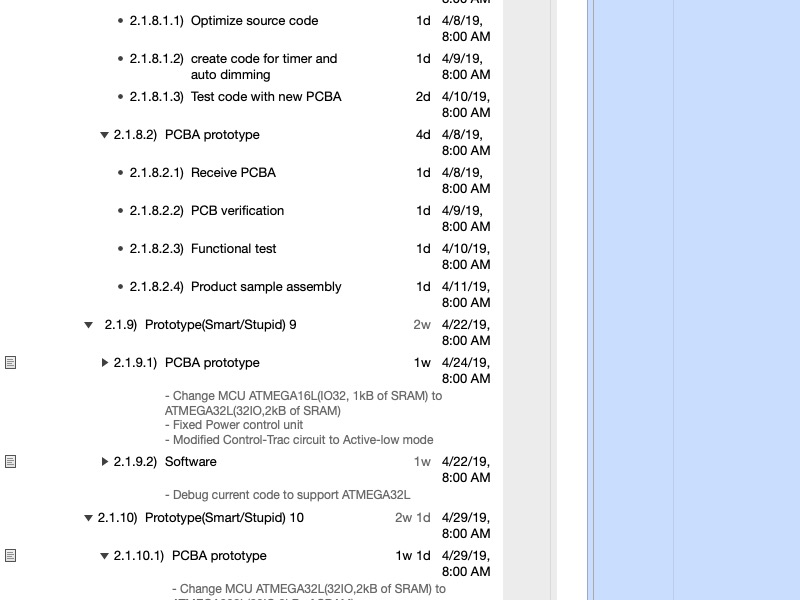 2.1.8.1.1) Optimize source code 1d 4/8/19,
8:00 AM
2.1.8.1.2) create code for timer and 1d 4/9/19,
auto dimming 8:00 AM
2.1.8.1.3) Test code with new PCBA 2d 4/10/19,
8:00 AM
2.1.8.2) PCBA prototype 4d 4/8/19,
8:00 AM
2.1.8.2.1) Receive PCBA 1d 4/8/19,
8:00 AM
2.1.8.2.2) PCB verification 1d 4/9/19,
8:00 AM
2.1.8.2.3) Functional test 1d 4/10/19,
8:00 AM
2.1.8.2.4) Product sample assembly 1d 4/11/19,
8:00 AM
2.1.9) Prototype(Smart/Stupid) 9 2w 4/22/19,
8:00 AM
2.1.9.1) PCBA prototype 1w 4/24/19,
8:00 AM
- Change MCU ATMEGA16L(IO32, 1kB of SRAM) to
ATMEGA32L(32IO,2kB of SRAM)
- Fixed Power control unit
- Modified Control-Trac circuit to Active-low mode
2.1.9.2) Software 1w 4/22/19,
8:00 AM
- Debug current code to support ATMEGA32L
2.1.10) Prototype(Smart/Stupid) 10 2w 1d 4/29/19,
8:00 AM
2.1.10.1) PCBA prototype 1w 1d 4/29/19,
8:00 AM
- Change MCU ATMEGA32L(32IO,2kB of SRAM) to